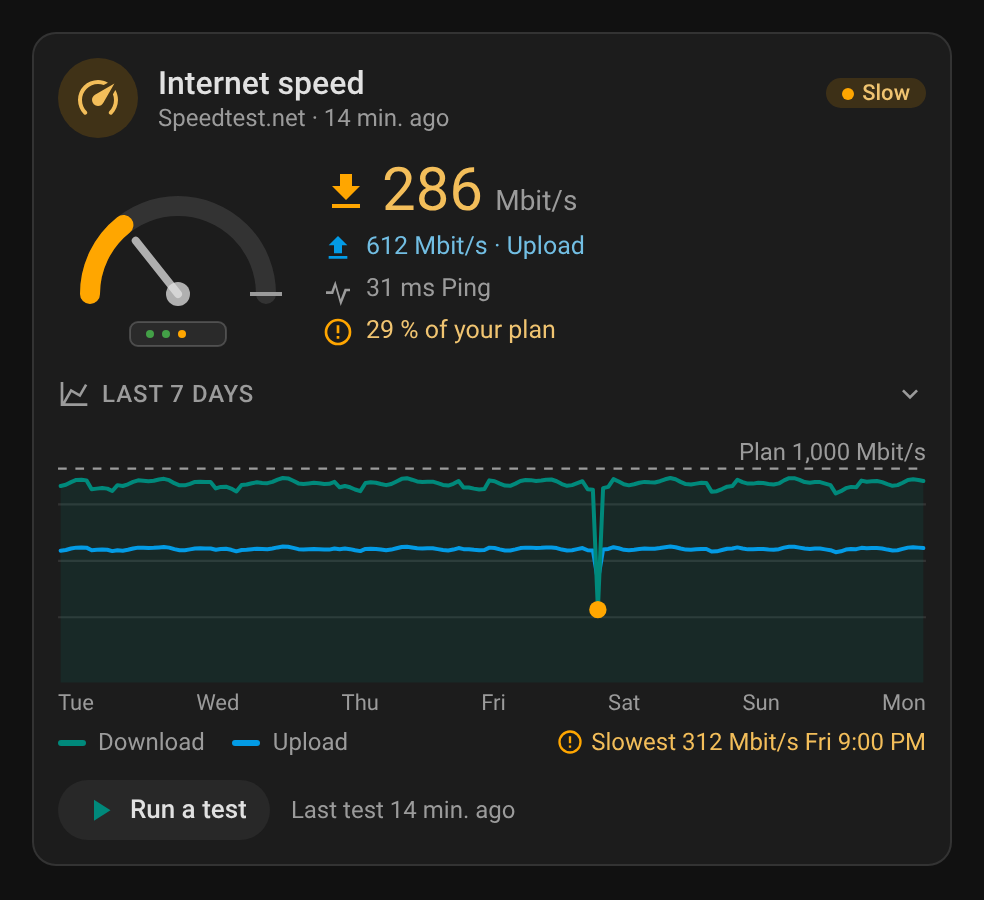 Internet speed
Speedtest.net · 14 min. ago
Slow
286 Mbit/s
612 Mbit/s · Upload
31 ms Ping
29 % of your plan
LAST 7 DAYS
Plan 1,000 Mbit/s
Tue Wed Thu Fri Sat Sun Mon
Download Upload Slowest 312 Mbit/s Fri 9:00 PM
Run a test Last test 14 min. ago